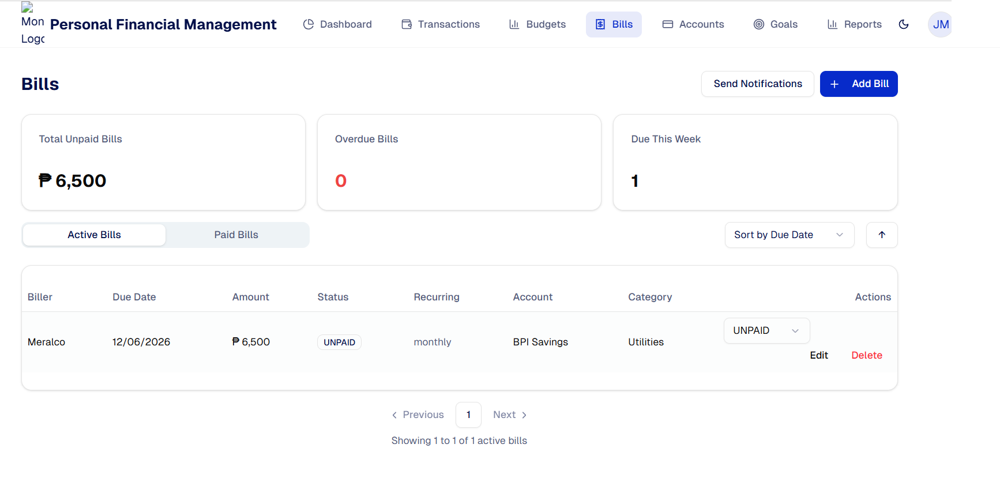 Mon
Logo
Personal Financial Management
Dashboard
Transactions
Budgets
Bills
Accounts
Goals
Reports
JM
Bills
Send Notifications
+ Add Bill
Total Unpaid Bills
₱ 6,500
Overdue Bills
0
Due This Week
1
Active Bills
Paid Bills
Sort by Due Date
Biller Due Date Amount Status Recurring Account Category Actions
Meralco 12/06/2026 ₱ 6,500 UNPAID monthly BPI Savings Utilities UNPAID
Edit Delete
Previous 1 Next
Showing 1 to 1 of 1 active bills